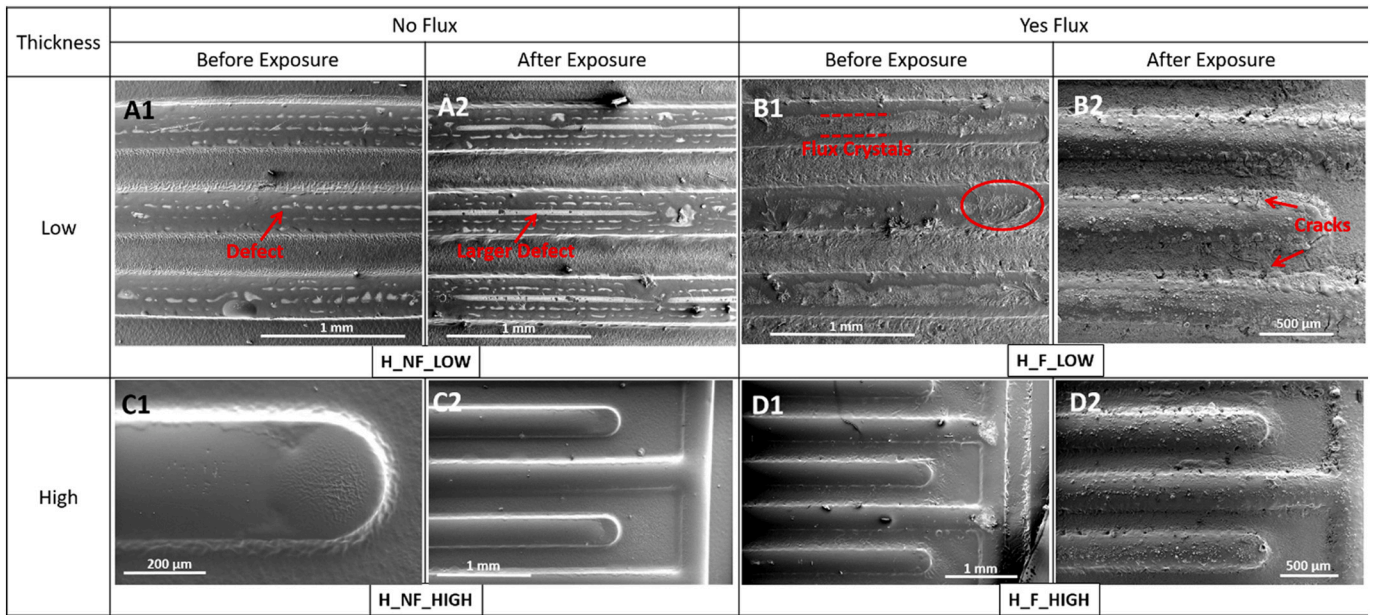 Thickness
No Flux
Yes Flux
Before Exposure
After Exposure
Before Exposure
After Exposure
Low
A1
Defect
1 mm
A2
Larger Defect
1 mm
B1
Flux Crystals
1 mm
B2
Cracks
500 µm
H_NF_LOW
H_F_LOW
High
C1
200 µm
C2
1 mm
D1
1 mm
D2
500 µm
H_NF_HIGH
H_F_HIGH